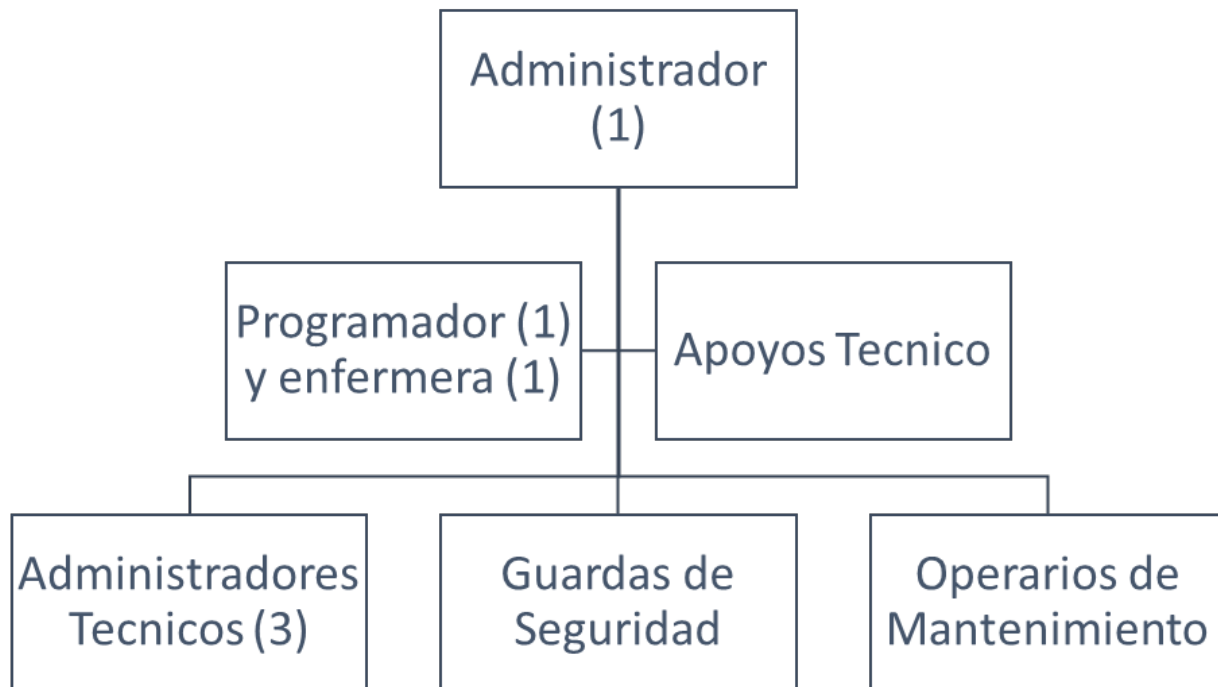 Administrador
(1)
Programador (1)
y enfermera (1)
Apoyos Tecnico
Administradores
Tecnicos (3)
Guardas de
Seguridad
Operarios de
Mantenimiento